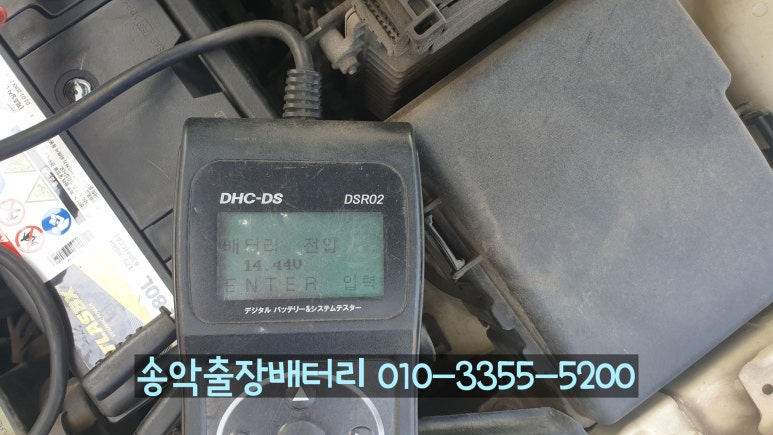 DHC-DS DSR02
배터리 전압
14.44V
ENTER 입력
デジタル バッテリー&システムテスター
80L
송악출장배터리 010-3355-5200